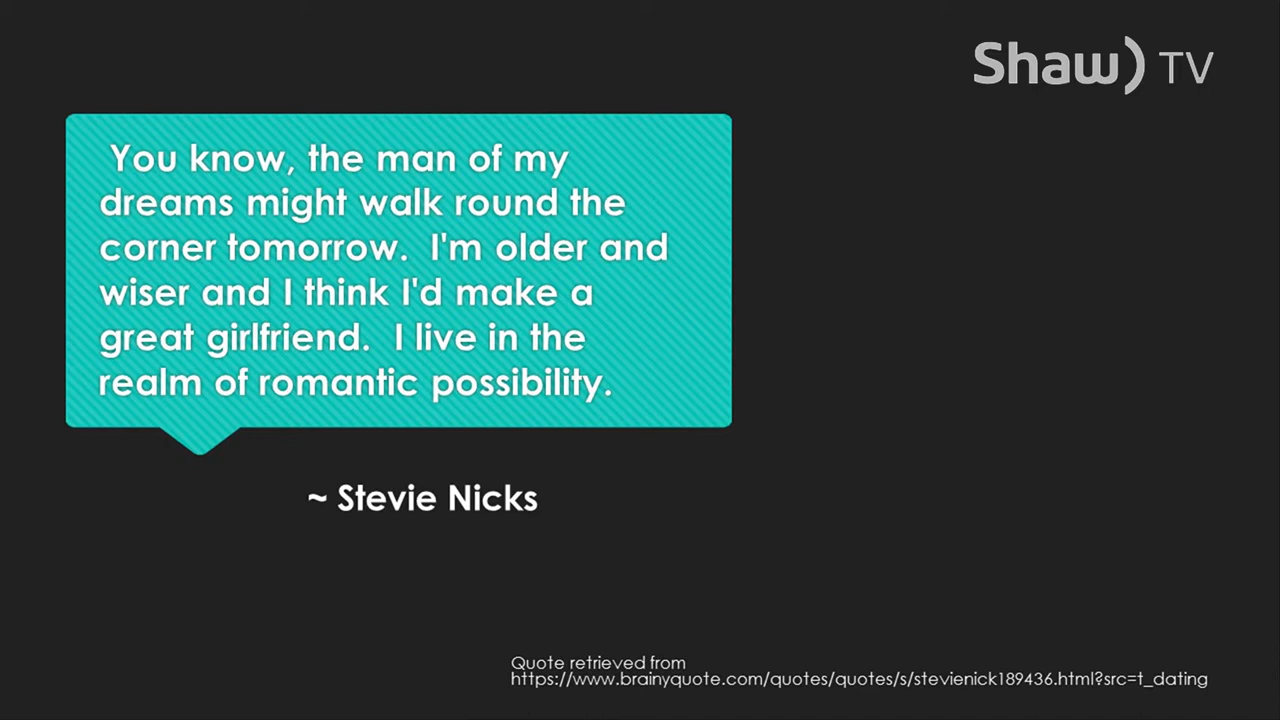 Shaw) TV
You know, the man of my
dreams might walk round the
corner tomorrow.  I'm older and
wiser and I think I'd make a
great girlfriend.  I live in the
realm of romantic possibility.
~ Stevie Nicks
Quote retrieved from
https://www.brainyquote.com/quotes/quotes/s/stevienick189436.html?src=t_dating